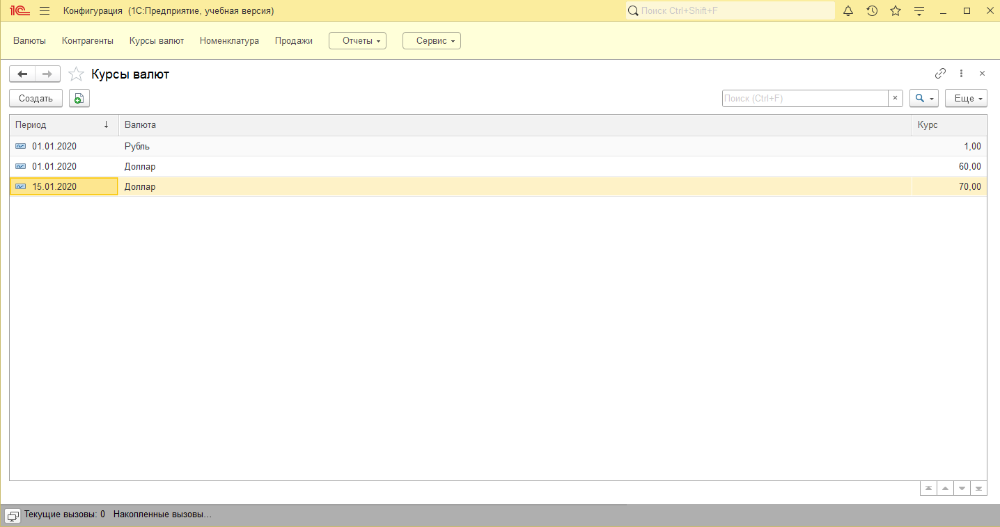 1С Конфигурация (1С:Предприятие, учебная версия) Поиск Ctrl+Shift+F
Валюты Контрагенты Курсы валют Номенклатура Продажи Отчеты Сервис
Курсы валют
Создать Поиск (Ctrl+F) × Еще
Период ↓ Валюта Курс
01.01.2020 Рубль 1,00
01.01.2020 Доллар 60,00
15.01.2020 Доллар 70,00
Текущие вызовы: 0 Накопленные вызовы...